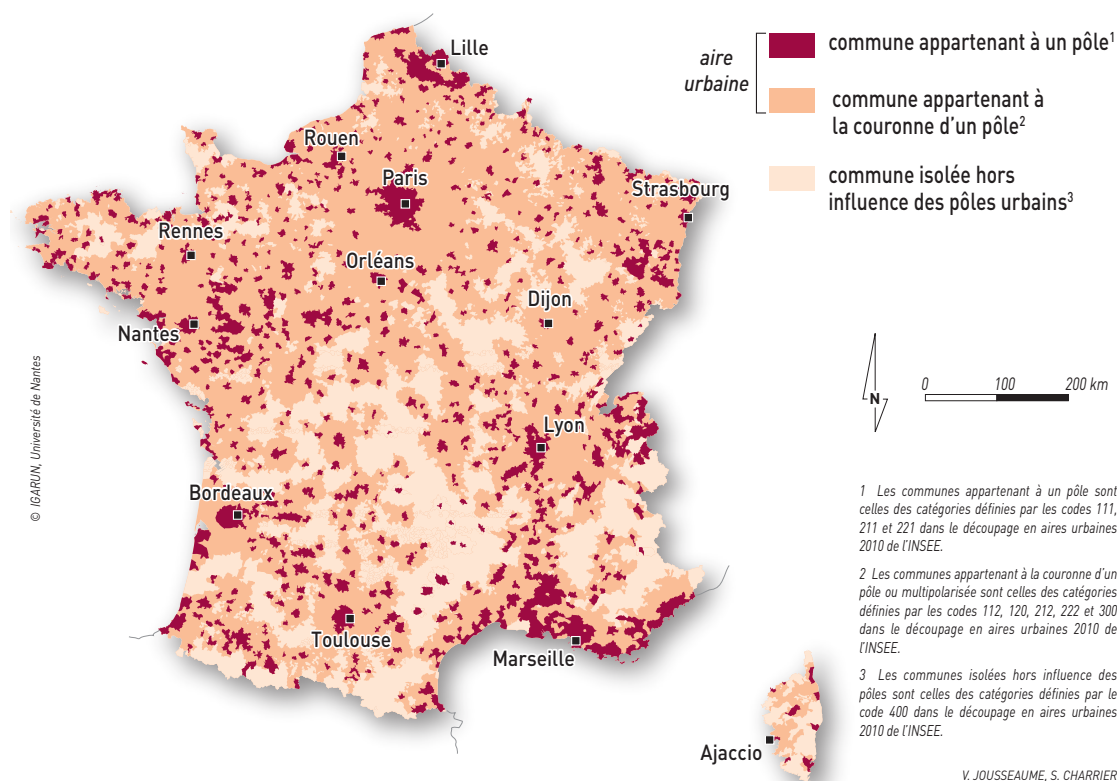 Lille
Rouen
Paris
Strasbourg
Rennes
Orléans
Dijon
Nantes
Lyon
Bordeaux
Toulouse
Marseille
Ajaccio
© IGARUN, Université de Nantes
aire
urbaine
commune appartenant à un pôle1
commune appartenant à
la couronne d'un pôle2
commune isolée hors
influence des pôles urbains3
N
0 100 200 km
1 Les communes appartenant à un pôle sont
celles des catégories définies par les codes 111,
211 et 221 dans le découpage en aires urbaines
2010 de l'INSEE.
2 Les communes appartenant à la couronne d'un
pôle ou multipolarisée sont celles des catégories
définies par les codes 112, 120, 212, 222 et 300
dans le découpage en aires urbaines 2010 de
l'INSEE.
3 Les communes isolées hors influence des
pôles sont celles des catégories définies par le
code 400 dans le découpage en aires urbaines
2010 de l'INSEE.
V. JOUSSEAUME, S. CHARRIER